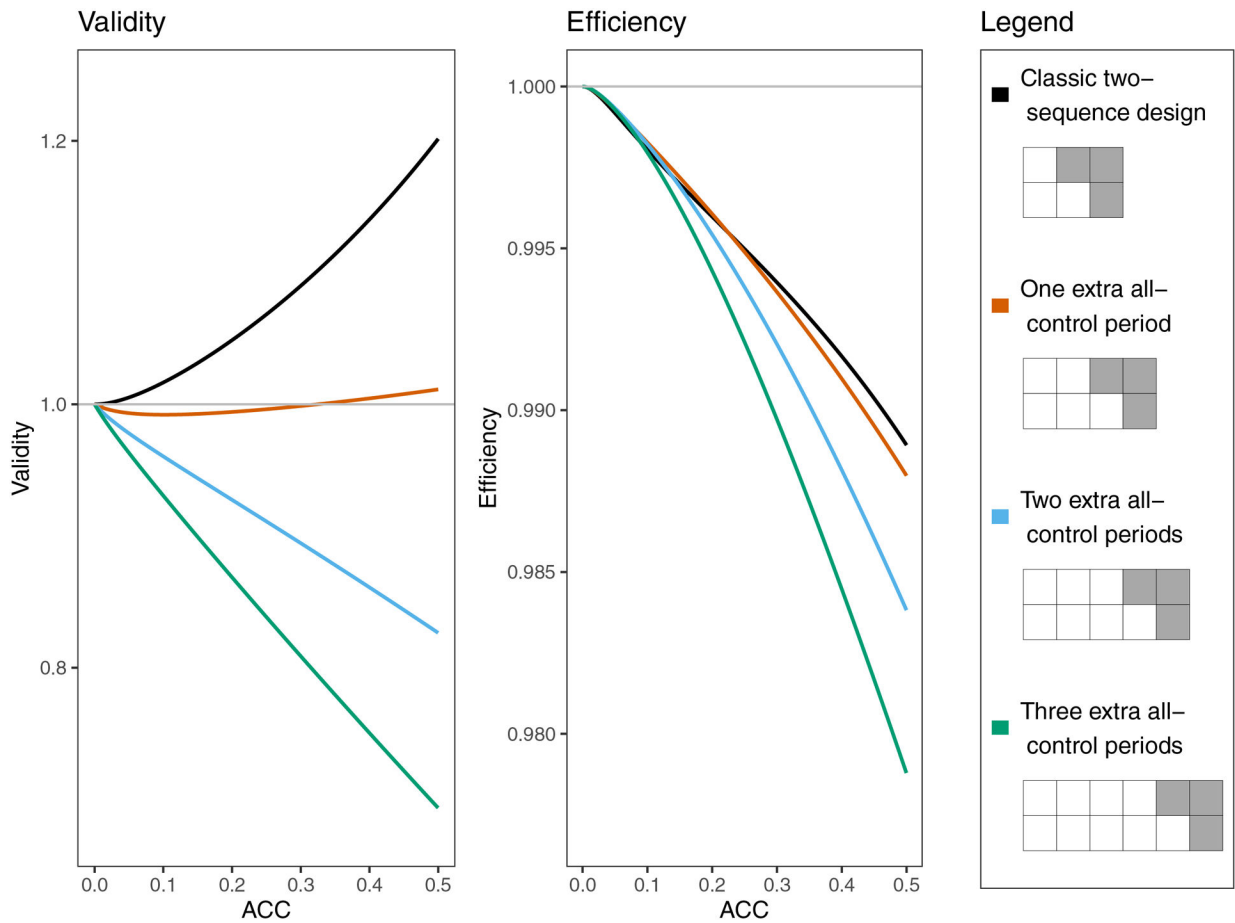 Validity
Efficiency
Legend
1.2
1.0
0.8
Validity
0.0 0.1 0.2 0.3 0.4 0.5
ACC
1.000
0.995
0.990
0.985
0.980
Efficiency
0.0 0.1 0.2 0.3 0.4 0.5
ACC
Classic two−
sequence design
One extra all−
control period
Two extra all−
control periods
Three extra all−
control periods